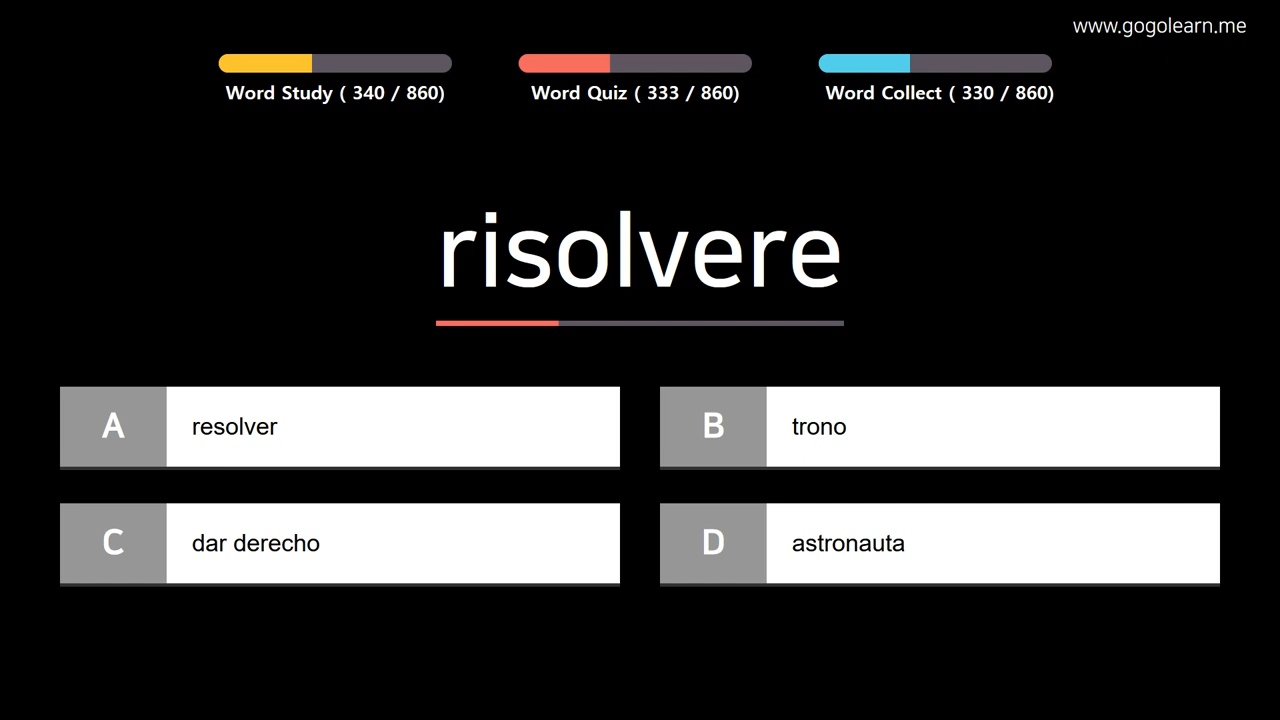 www.gogolearn.me
Word Study ( 340 / 860)
Word Quiz ( 333 / 860)
Word Collect ( 330 / 860)
risolvere
A resolver
B trono
C dar derecho
D astronauta